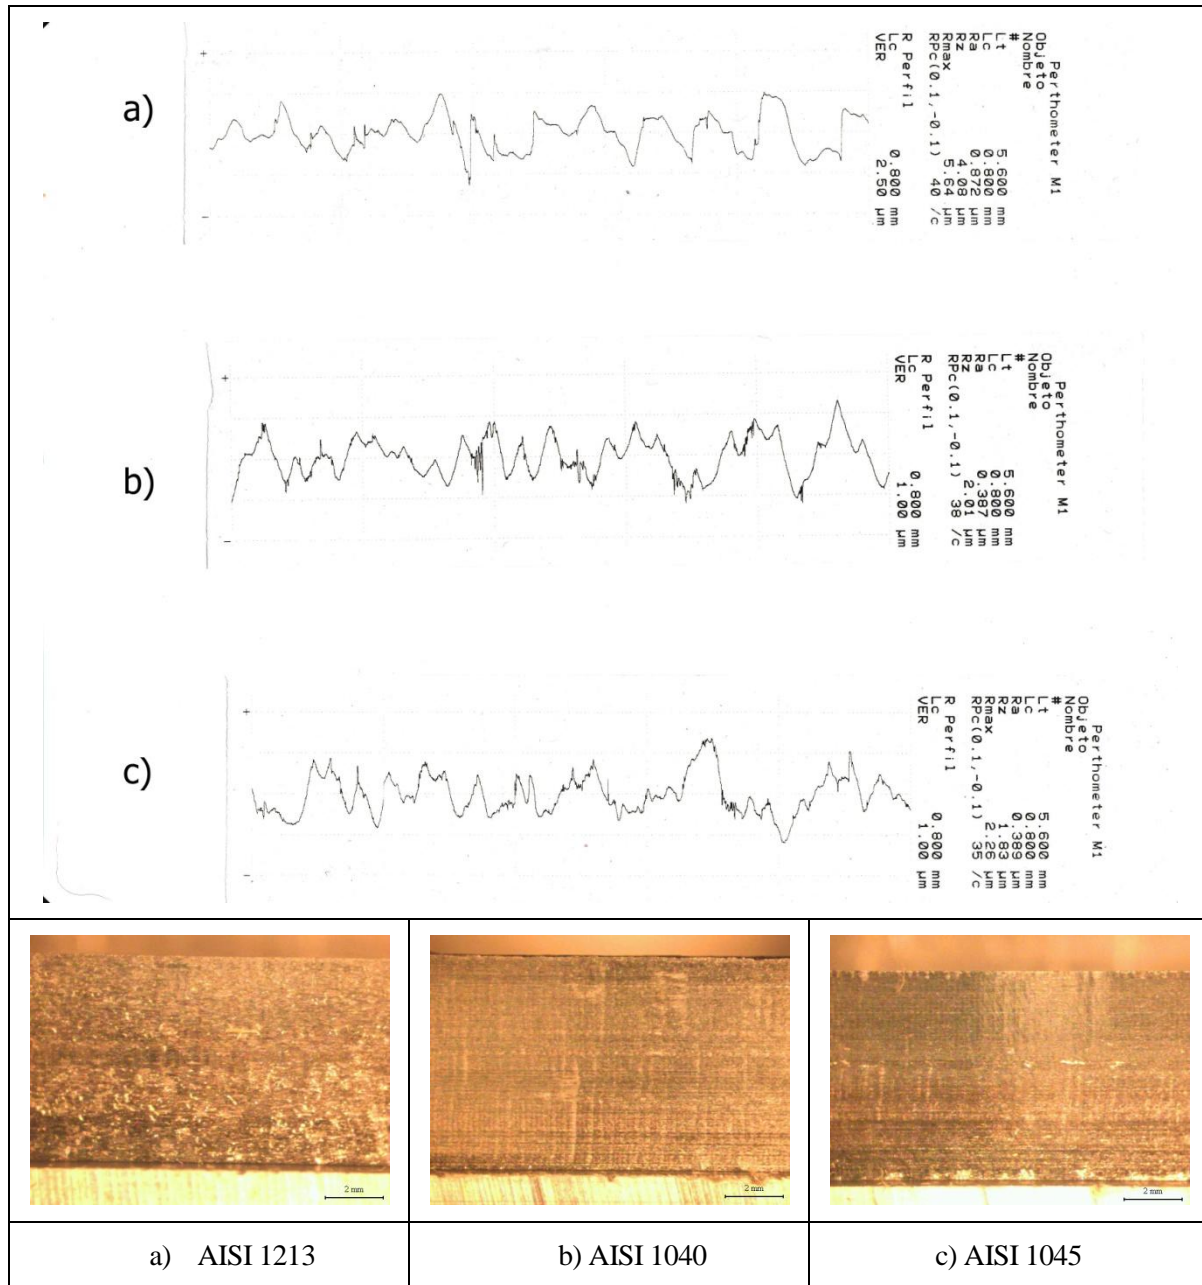 a)
+
-
Perthometer M1
Objeto
Nombre
#
Lt 5.600 mm
Lc 0.800 mm
Ra 0.872 µm
Rz 4.08 µm
Rmax 5.64 µm
RPc(0.1,-0.1) 40 /c
R Perfil
Lc 0.800 mm
VER 2.50 µm
b)
+
-
Perthometer M1
Objeto
Nombre
#
Lt 5.600 mm
Lc 0.800 mm
Ra 0.387 µm
Rz 2.01 µm
RPc(0.1,-0.1) 38 /c
R Perfil
Lc 0.800 mm
VER 1.00 µm
c)
+
-
Perthometer M1
Objeto
Nombre
#
Lt 5.600 mm
Lc 0.800 mm
Ra 0.389 µm
Rz 1.83 µm
Rmax 2.26 µm
RPc(0.1,-0.1) 35 /c
R Perfil
Lc 0.800 mm
VER 1.00 µm
2 mm
2 mm
2 mm
a) AISI 1213
b) AISI 1040
c) AISI 1045